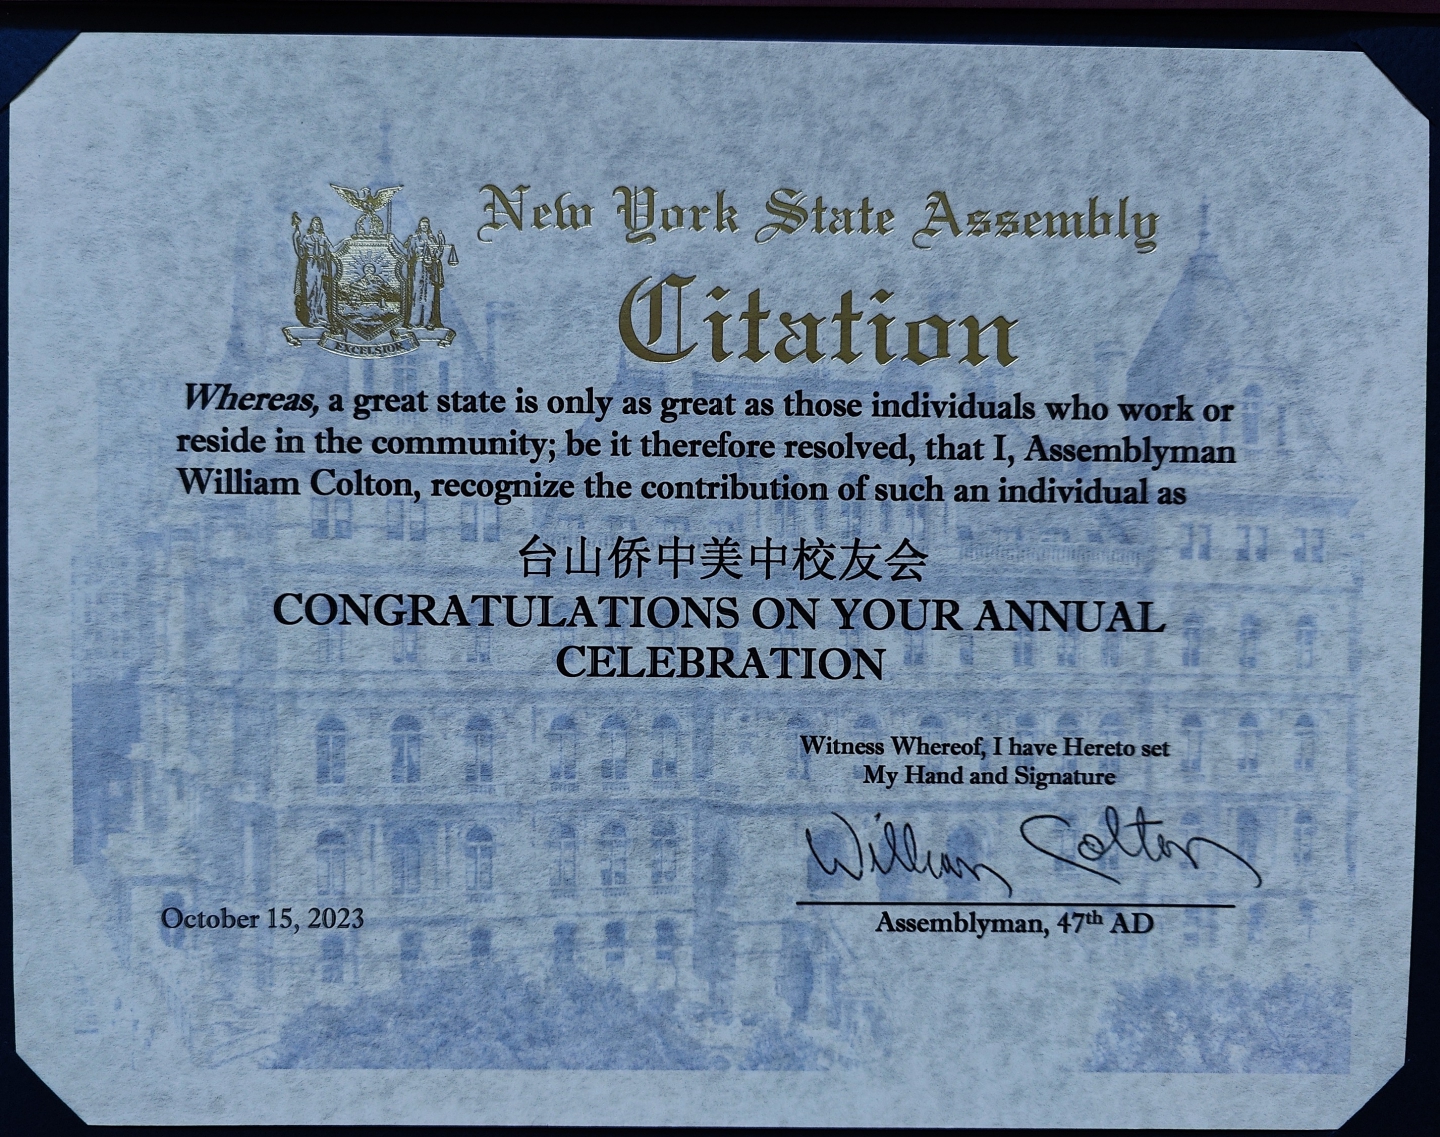 New York State Assembly
Citation
EXCELSIOR
Whereas, a great state is only as great as those individuals who work or
reside in the community; be it therefore resolved, that I, Assemblyman
William Colton, recognize the contribution of such an individual as
台山侨中美中校友会
CONGRATULATIONS ON YOUR ANNUAL
CELEBRATION
Witness Whereof, I have Hereto set
My Hand and Signature
William Colton
October 15, 2023
Assemblyman, 47th AD